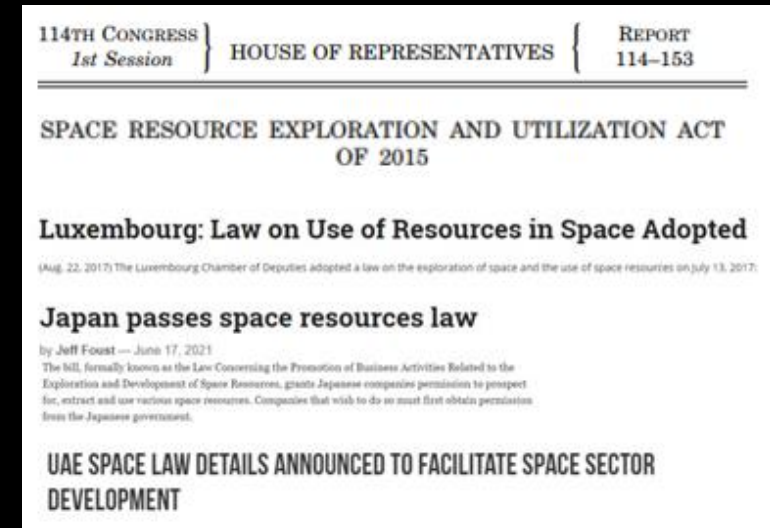 114TH CONGRESS
1st Session
HOUSE OF REPRESENTATIVES
REPORT
114–153
SPACE RESOURCE EXPLORATION AND UTILIZATION ACT
OF 2015
Luxembourg: Law on Use of Resources in Space Adopted
(Aug. 22, 2017) The Luxembourg Chamber of Deputies adopted a law on the exploration of space and the use of space resources on July 13, 2017:
Japan passes space resources law
by Jeff Foust — June 17, 2021
The bill, formally known as the Law Concerning the Promotion of Business Activities Related to the
Exploration and Development of Space Resources, grants Japanese companies permission to prospect
for, extract and use various space resources. Companies that wish to do so must first obtain permission
from the Japanese government.
UAE SPACE LAW DETAILS ANNOUNCED TO FACILITATE SPACE SECTOR
DEVELOPMENT